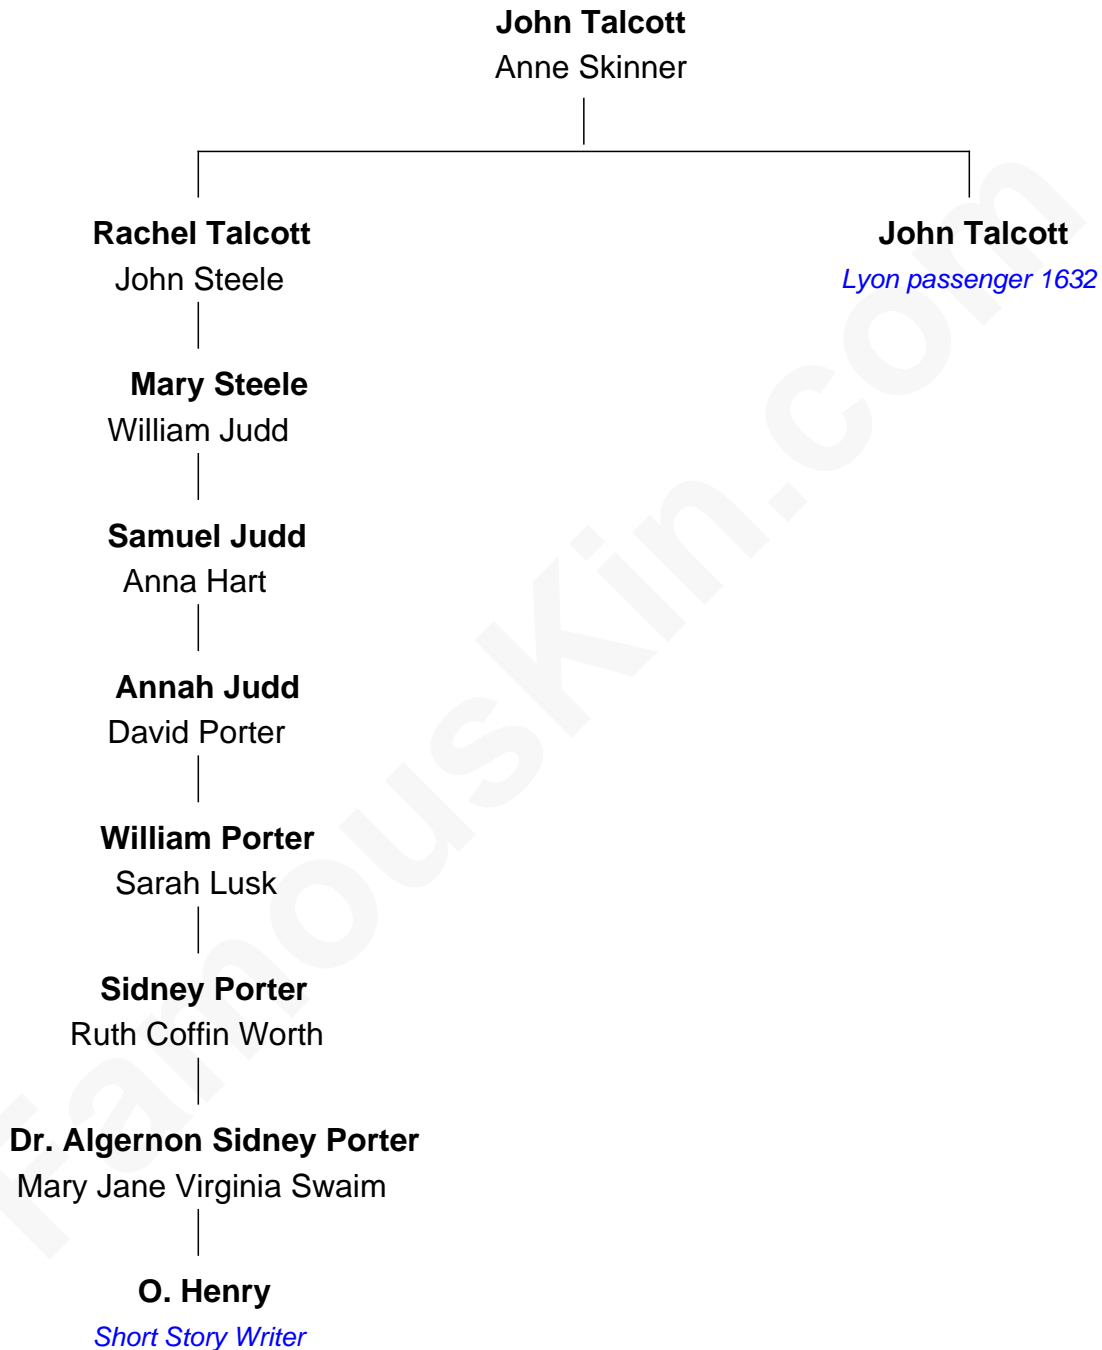 John Talcott
Anne Skinner
Rachel Talcott
John Steele
John Talcott
Lyon passenger 1632
Mary Steele
William Judd
Samuel Judd
Anna Hart
Annah Judd
David Porter
William Porter
Sarah Lusk
Sidney Porter
Ruth Coffin Worth
Dr. Algernon Sidney Porter
Mary Jane Virginia Swaim
O. Henry
Short Story Writer
FamousKin.com